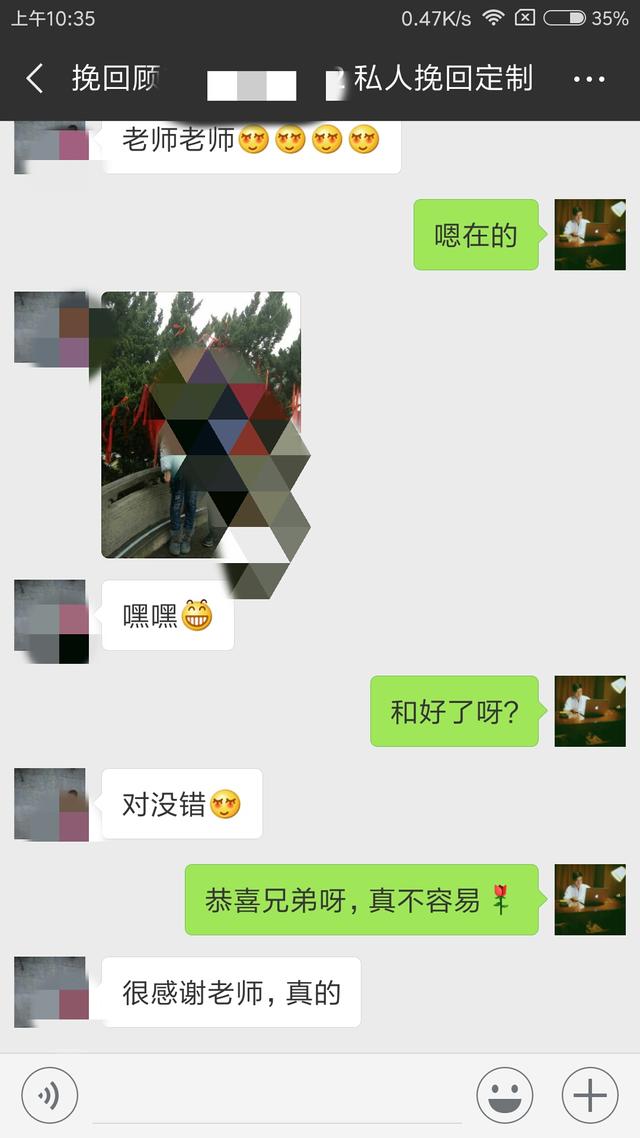 上午10:35
0.47K/s
35%
挽回顾
私人挽回定制
老师老师
嗯在的
嘿嘿
和好了呀?
对没错
恭喜兄弟呀,真不容易
很感谢老师,真的